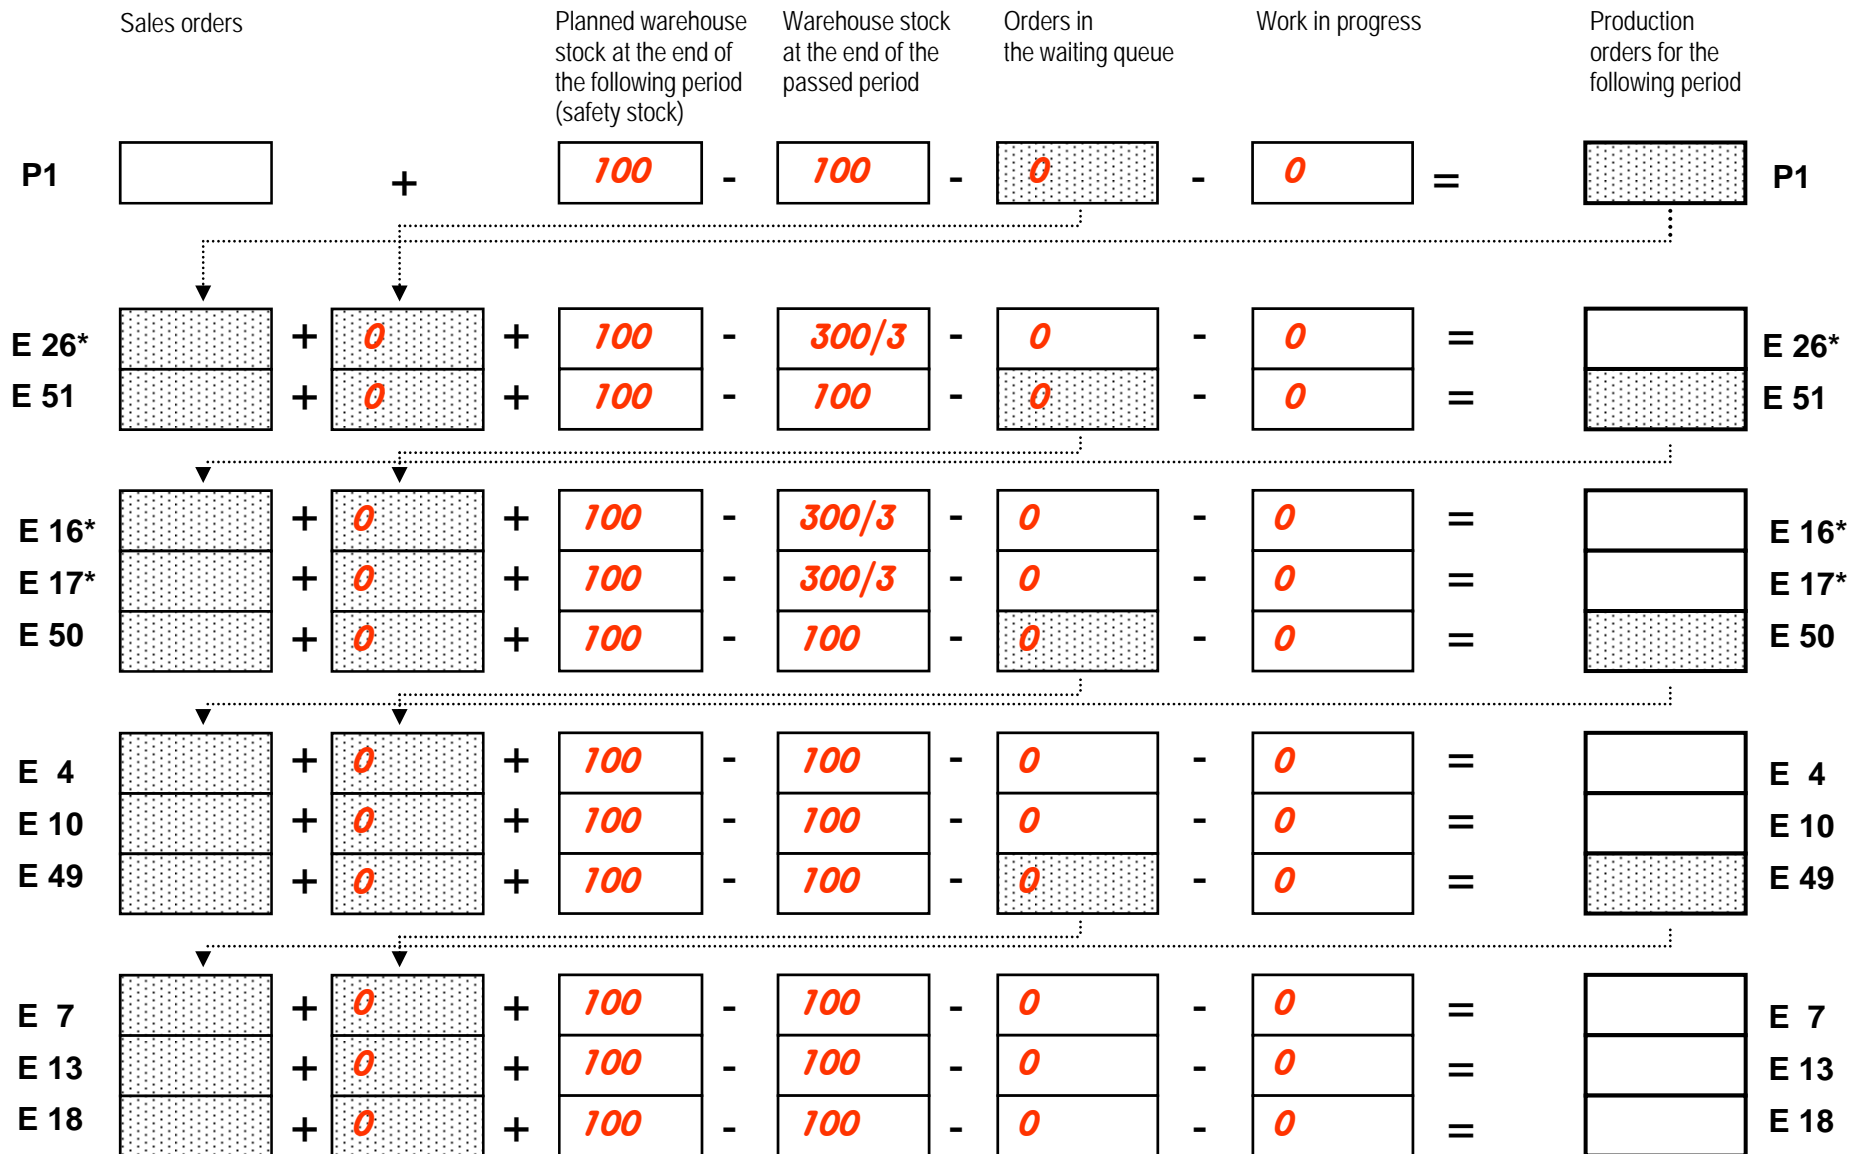 Sales orders
Planned warehouse
stock at the end of
the following period
(safety stock)
Warehouse stock
at the end of the
passed period
Orders in
the waiting queue
Work in progress
Production
orders for the
following period
P1 + 100 - 100 - 0 - 0 = P1
E 26* + 0 + 100 - 300/3 - 0 - 0 = E 26*
E 51 + 0 + 100 - 100 - 0 - 0 = E 51
E 16* + 0 + 100 - 300/3 - 0 - 0 = E 16*
E 17* + 0 + 100 - 300/3 - 0 - 0 = E 17*
E 50 + 0 + 100 - 100 - 0 - 0 = E 50
E 4 + 0 + 100 - 100 - 0 - 0 = E 4
E 10 + 0 + 100 - 100 - 0 - 0 = E 10
E 49 + 0 + 100 - 100 - 0 - 0 = E 49
E 7 + 0 + 100 - 100 - 0 - 0 = E 7
E 13 + 0 + 100 - 100 - 0 - 0 = E 13
E 18 + 0 + 100 - 100 - 0 - 0 = E 18